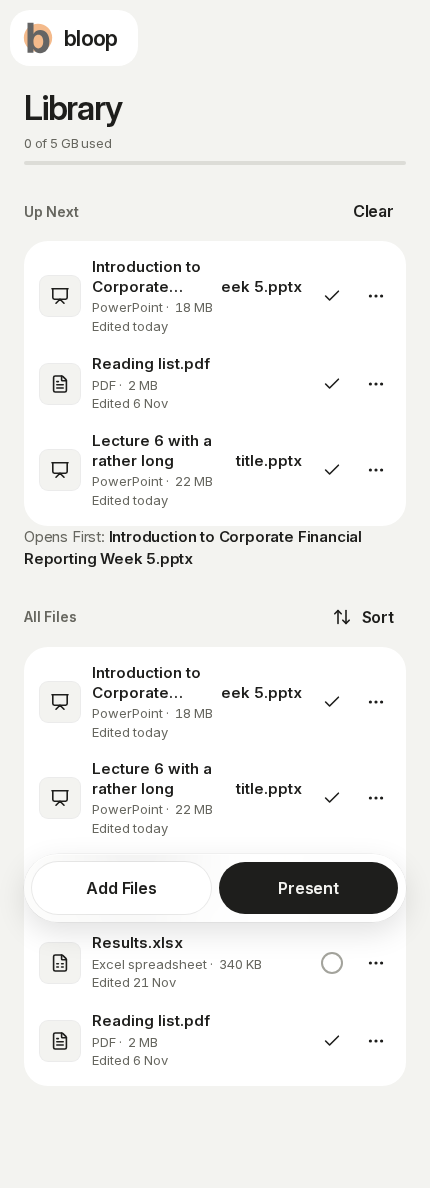 bloop
Library
0 of 5 GB used
Up Next
Clear
Introduction to
Corporate… eek 5.pptx
PowerPoint · 18 MB
Edited today
Reading list.pdf
PDF · 2 MB
Edited 6 Nov
Lecture 6 with a
rather long title.pptx
PowerPoint · 22 MB
Edited today
Opens First: Introduction to Corporate Financial
Reporting Week 5.pptx
All Files
Sort
Introduction to
Corporate… eek 5.pptx
PowerPoint · 18 MB
Edited today
Lecture 6 with a
rather long title.pptx
PowerPoint · 22 MB
Edited today
Add Files
Present
Results.xlsx
Excel spreadsheet · 340 KB
Edited 21 Nov
Reading list.pdf
PDF · 2 MB
Edited 6 Nov